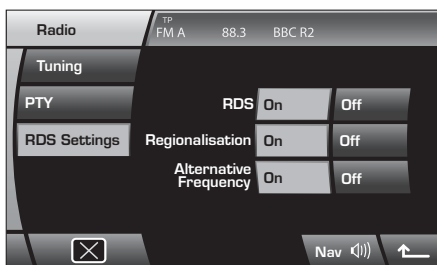 Radio
TP
FM A 88.3 BBC R2
Tuning
PTY
RDS Settings
RDS On Off
Regionalisation On Off
Alternative
Frequency On Off
Nav